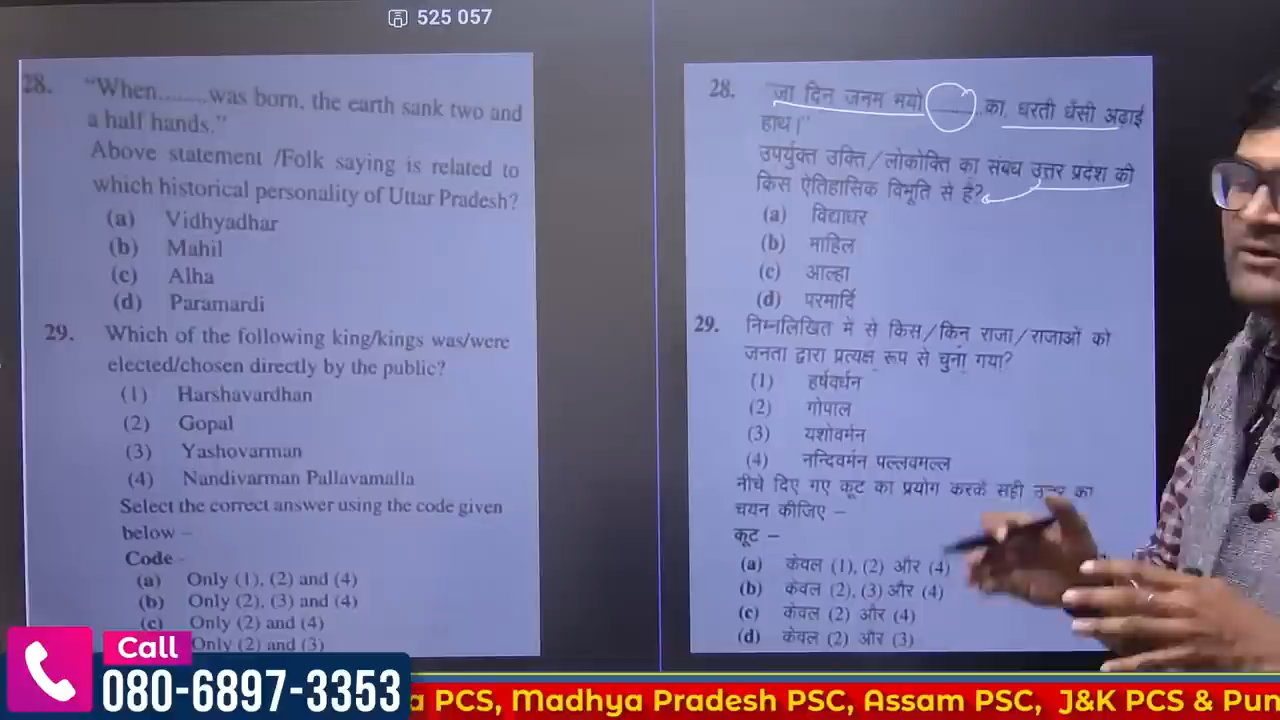 525 057
28. "When........was born, the earth sank two and
a half hands."
Above statement /Folk saying is related to
which historical personality of Uttar Pradesh?
(a) Vidhyadhar
(b) Mahil
(c) Alha
(d) Paramardi
29. Which of the following king/kings was/were
elected/chosen directly by the public?
(1) Harshavardhan
(2) Gopal
(3) Yashovarman
(4) Nandivarman Pallavamalla
Select the correct answer using the code given
below –
Code –
(a) Only (1), (2) and (4)
(b) Only (2), (3) and (4)
(c) Only (2) and (4)
Only (2) and (3)
28. "जा दिन जनम भयो ..........का, धरती धँसी अढ़ाई
हाथ।"
उपर्युक्त उक्ति/लोकोक्ति का संबंध उत्तर प्रदेश की
किस ऐतिहासिक विभूति से है?
(a) विद्याधर
(b) माहिल
(c) आल्हा
(d) परमार्दि
29. निम्नलिखित में से किस/किन राजा/राजाओं को
जनता द्वारा प्रत्यक्ष रूप से चुना गया?
(1) हर्षवर्धन
(2) गोपाल
(3) यशोवर्मन
(4) नन्दिवर्मन पल्लवमल्ल
नीचे दिए गए कूट का प्रयोग करके सही उत्तर का
चयन कीजिए –
कूट –
(a) केवल (1), (2) और (4)
(b) केवल (2), (3) और (4)
(c) केवल (2) और (4)
(d) केवल (2) और (3)
Call
080-6897-3353
a PCS, Madhya Pradesh PSC, Assam PSC, J&K PCS & Pun